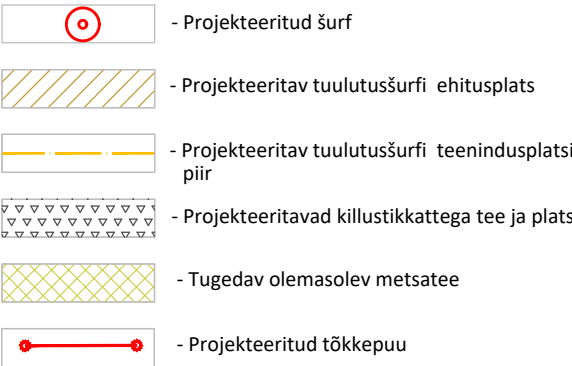 - Projekteeritud šurf
- Projekteeritav tuulutusšurfi ehitusplats
- Projekteeritav tuulutusšurfi teenindusplatsi
piir
- Projekteeritavad killustikkattega tee ja plats
- Tugedav olemasolev metsatee
- Projekteeritud tõkkepuu